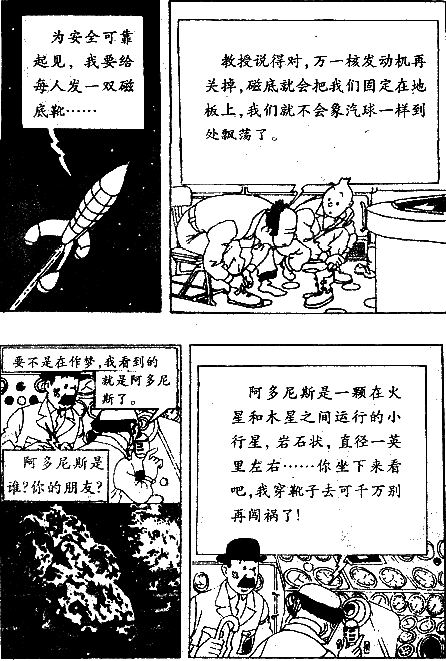 为安全可靠
起见，我要给
每人发一双磁
底靴……
教授说得对，万一核发动机再
关掉，磁底就会把我们固定在地
板上，我们就不会象汽球一样到
处飘荡了。
要不是在作梦，我看到的
就是阿多尼
斯了。
阿多尼斯是
谁?你的朋友?
阿多尼斯是一颗在火
星和木星之间运行的小
行星，岩石状，直径一英
里左右……你坐下来看
吧，我穿靴子去可千万别
再闯祸了!